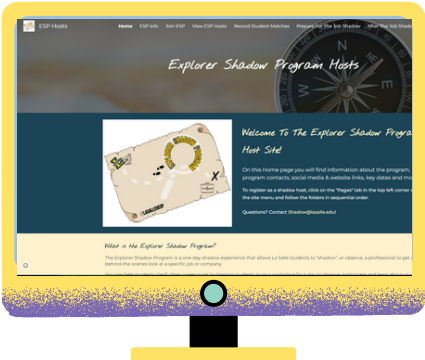 ESP Hosts
Home ESP Info Join ESP View ESP Hosts Record Student Matches Prepare For The Job Shadow After The Job Shado
Explorer Shadow Program Hosts
Welcome To The Explorer Shadow Progra
Host Site!
On this Home page you will find information about the program,
program contacts, social media & website links, key dates and mo
To register as a shadow host, click on the "Pages" tab in the top left corner o
the site menu and follow the folders in sequential order.
Questions? Contact Shadow@lasalle.edu!
What is the Explorer Shadow Program?
The Explorer Shadow Program is a one-day shadow experience that allows La Salle students to "shadow", or observe, a professional to get a
behind-the-scenes look at a specific job or company.